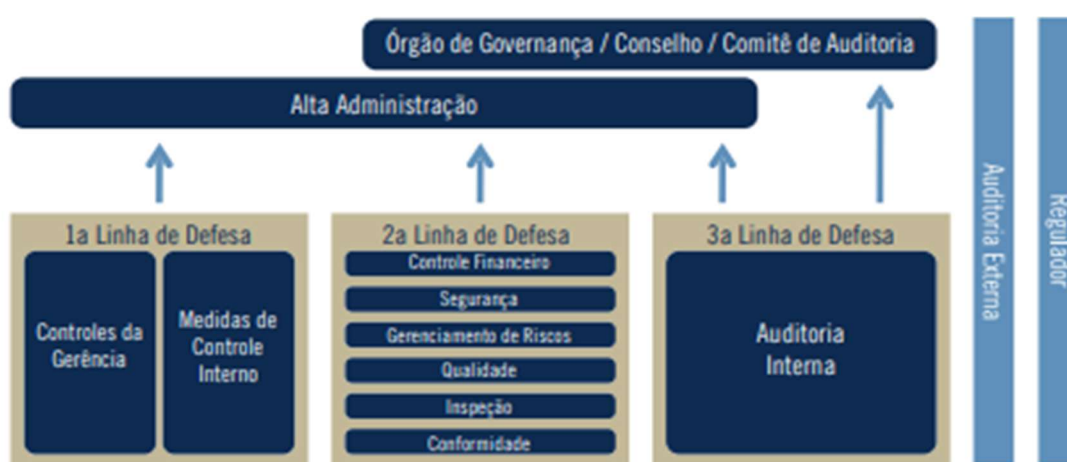 Órgão de Governança / Conselho / Comitê de Auditoria
Alta Administração
1a Linha de Defesa
Controles da
Gerência
Medidas de
Controle
Interno
2a Linha de Defesa
Controle Financeiro
Segurança
Gerenciamento de Riscos
Qualidade
Inspeção
Conformidade
3a Linha de Defesa
Auditoria
Interna
Auditoria Externa
Regulador